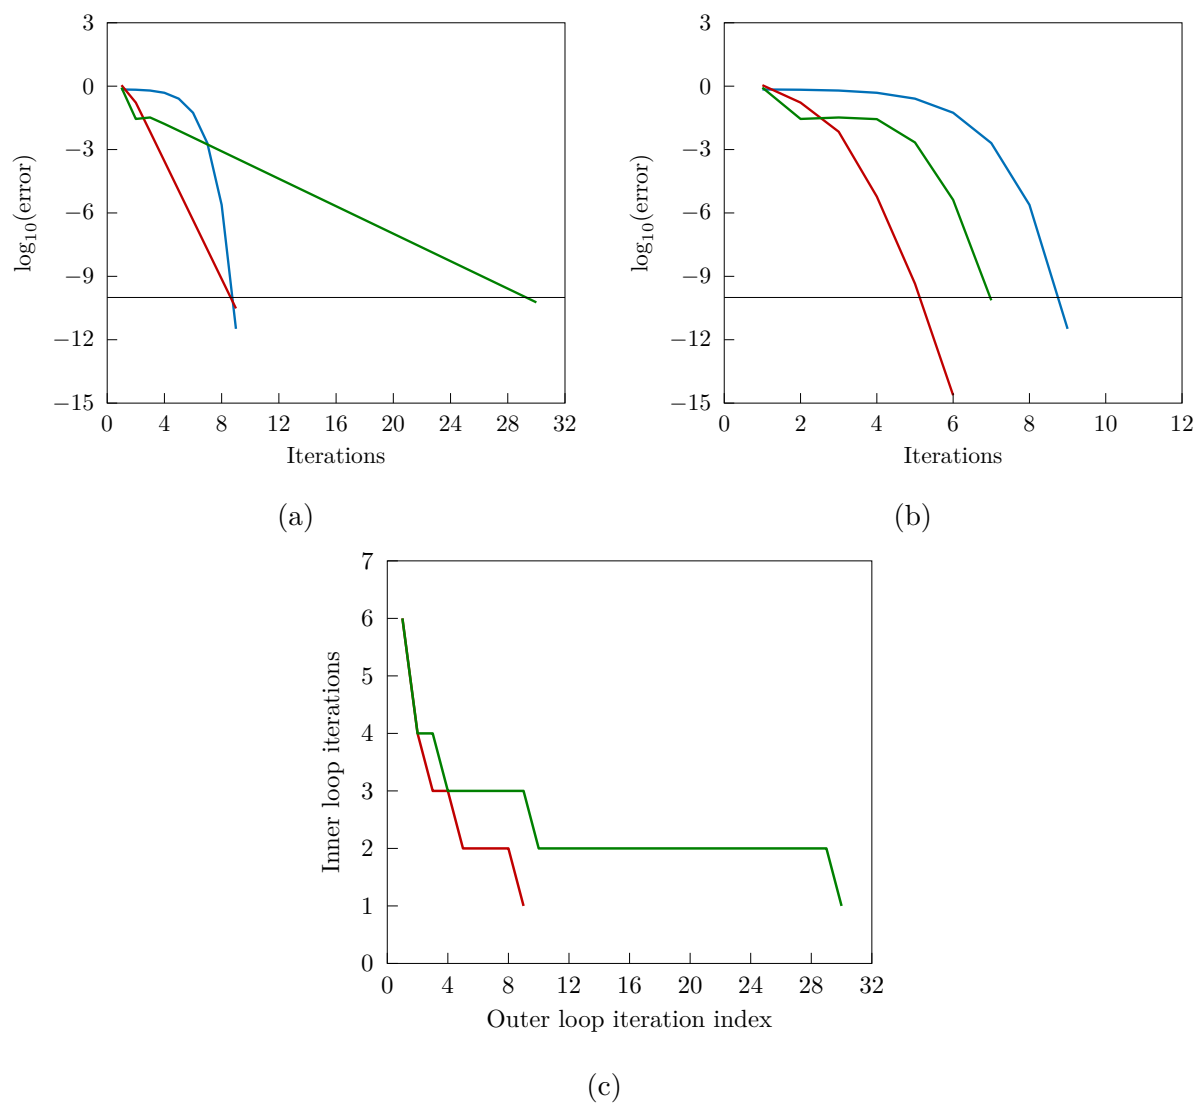 3
0
−3
−6
−9
−12
−15
log10(error)
0 4 8 12 16 20 24 28 32
Iterations
(a)
3
0
−3
−6
−9
−12
−15
log10(error)
0 2 4 6 8 10 12
Iterations
(b)
7
6
5
4
3
2
1
0
Inner loop iterations
0 4 8 12 16 20 24 28 32
Outer loop iteration index
(c)